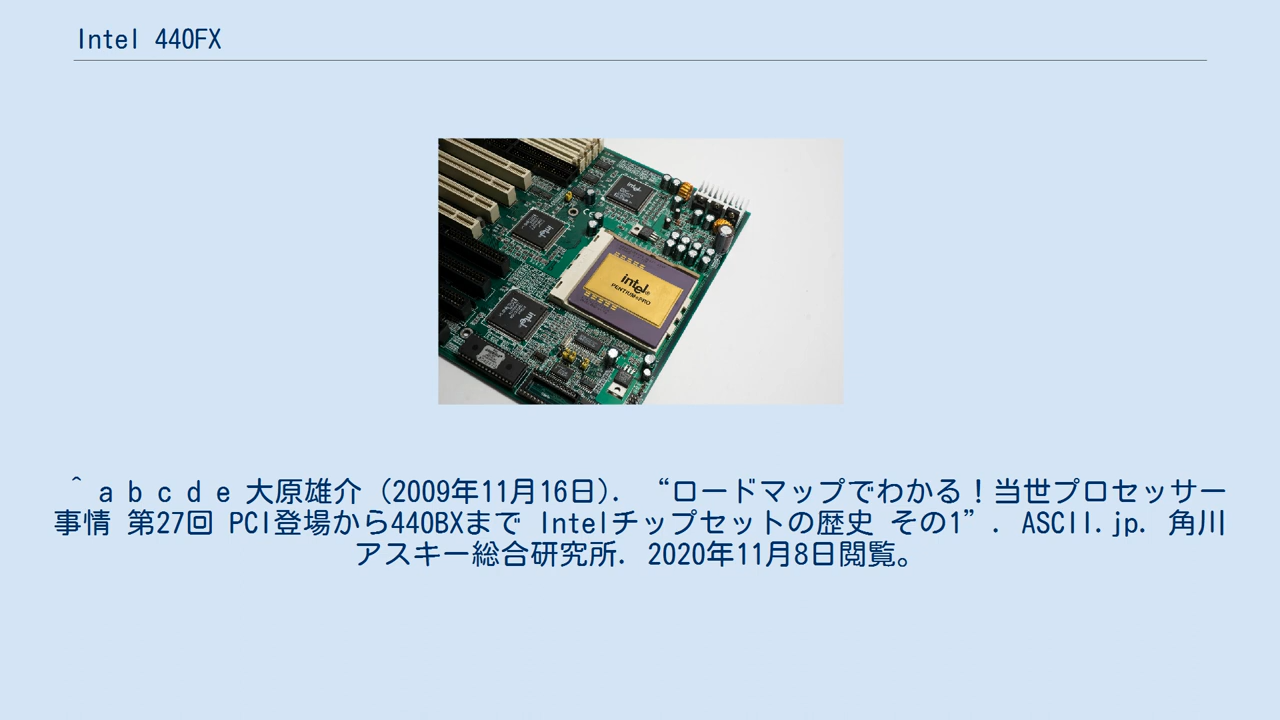 Intel 440FX
intel®
PENTIUM®PRO
^ a b c d e 大原雄介 (2009年11月16日). “ロードマップでわかる！当世プロセッサー
事情 第27回 PCI登場から440BXまで Intelチップセットの歴史 その1”. ASCII.jp. 角川
アスキー総合研究所. 2020年11月8日閲覧。